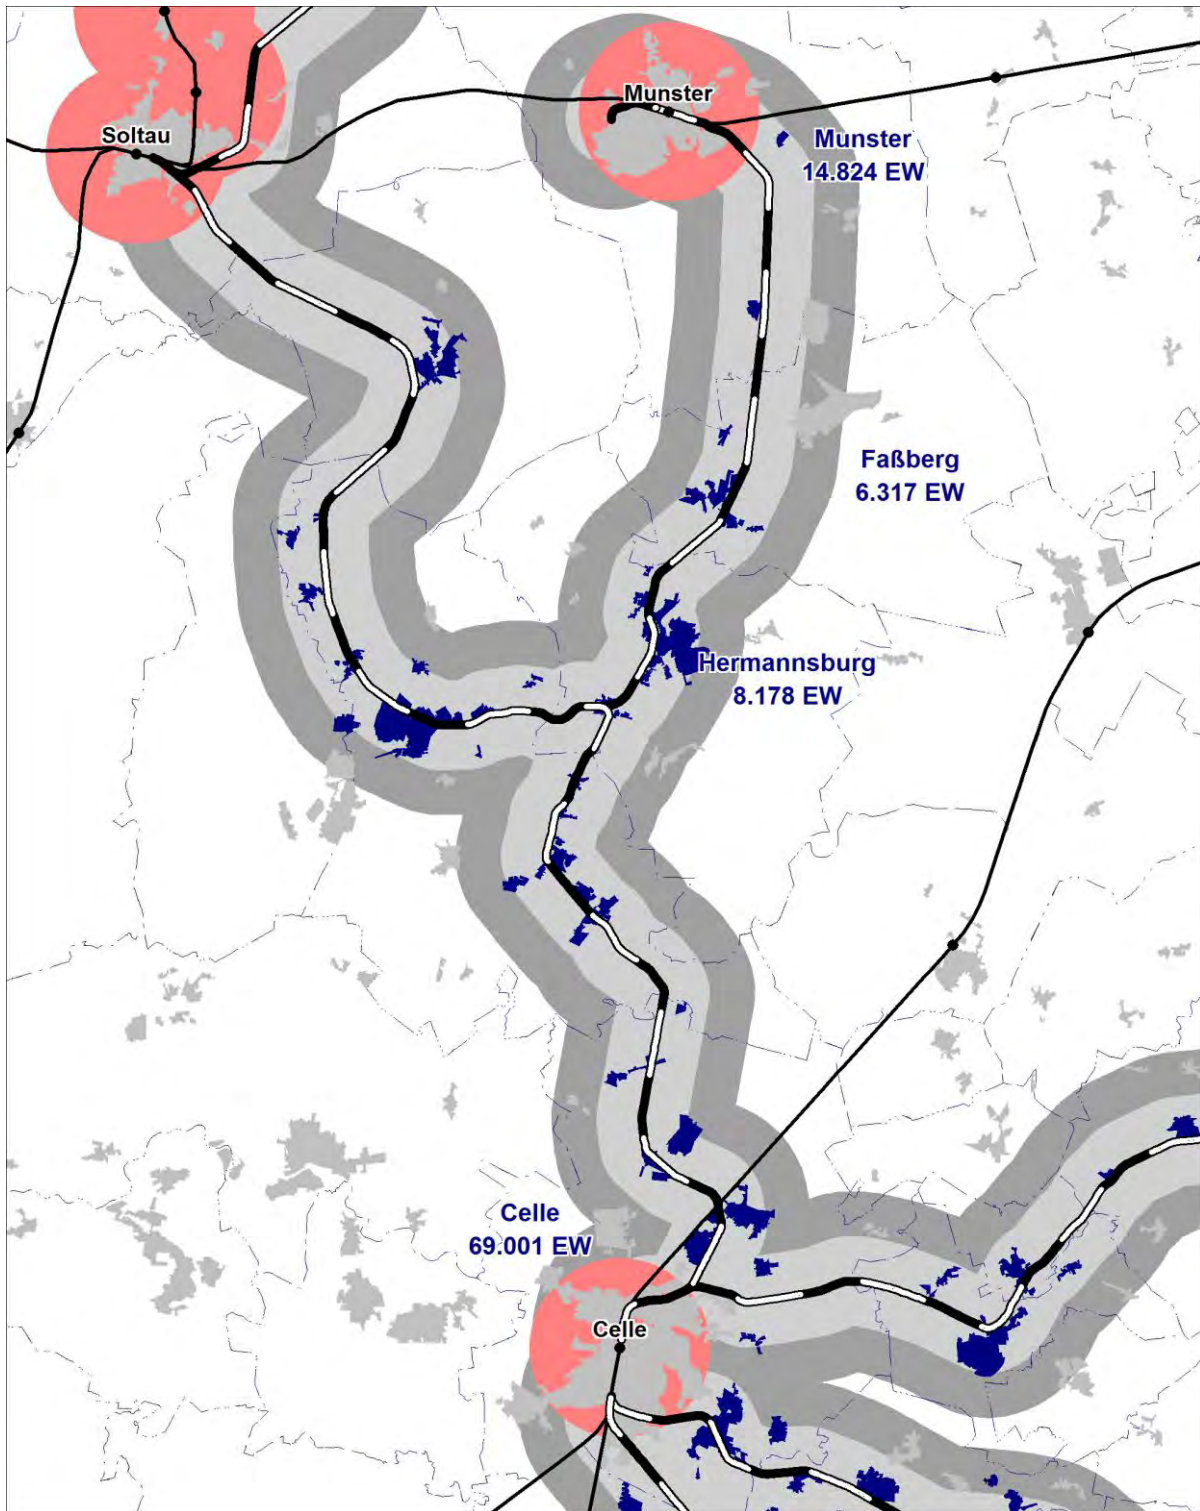 Munster
Soltau
Munster
14.824 EW
Faßberg
6.317 EW
Hermannsburg
8.178 EW
Celle
69.001 EW
Celle